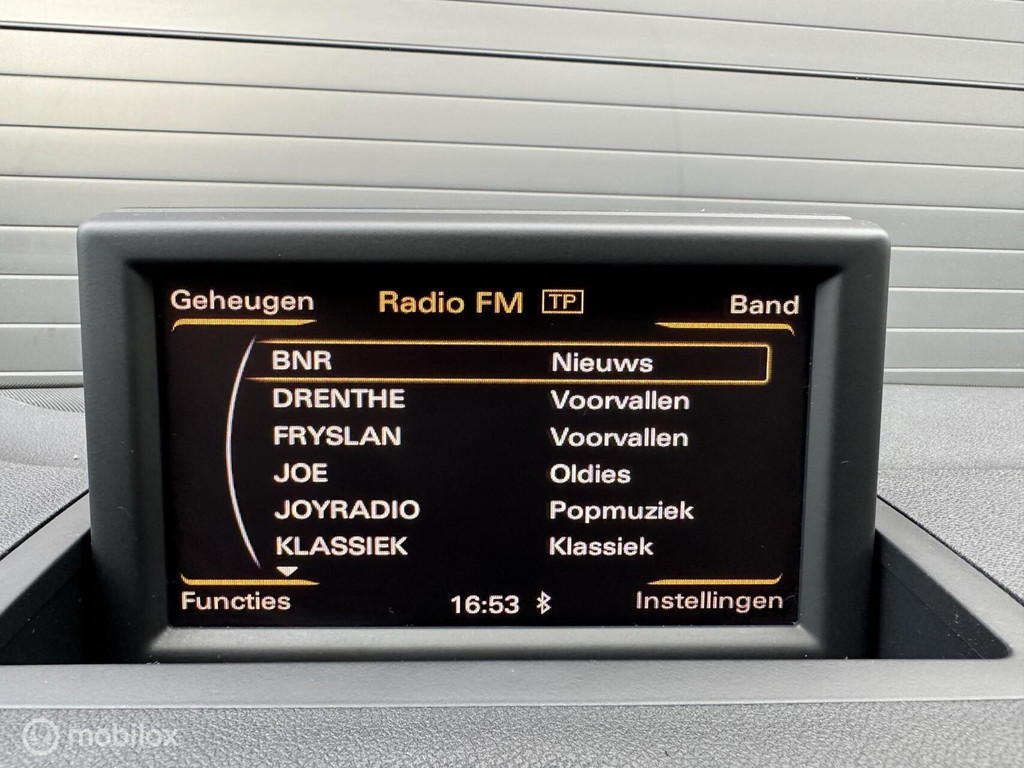 Geheugen Radio FM TP Band
BNR Nieuws
DRENTHE Voorvallen
FRYSLAN Voorvallen
JOE Oldies
JOYRADIO Popmuziek
KLASSIEK Klassiek
Functies 16:53 Instellingen
mobilox